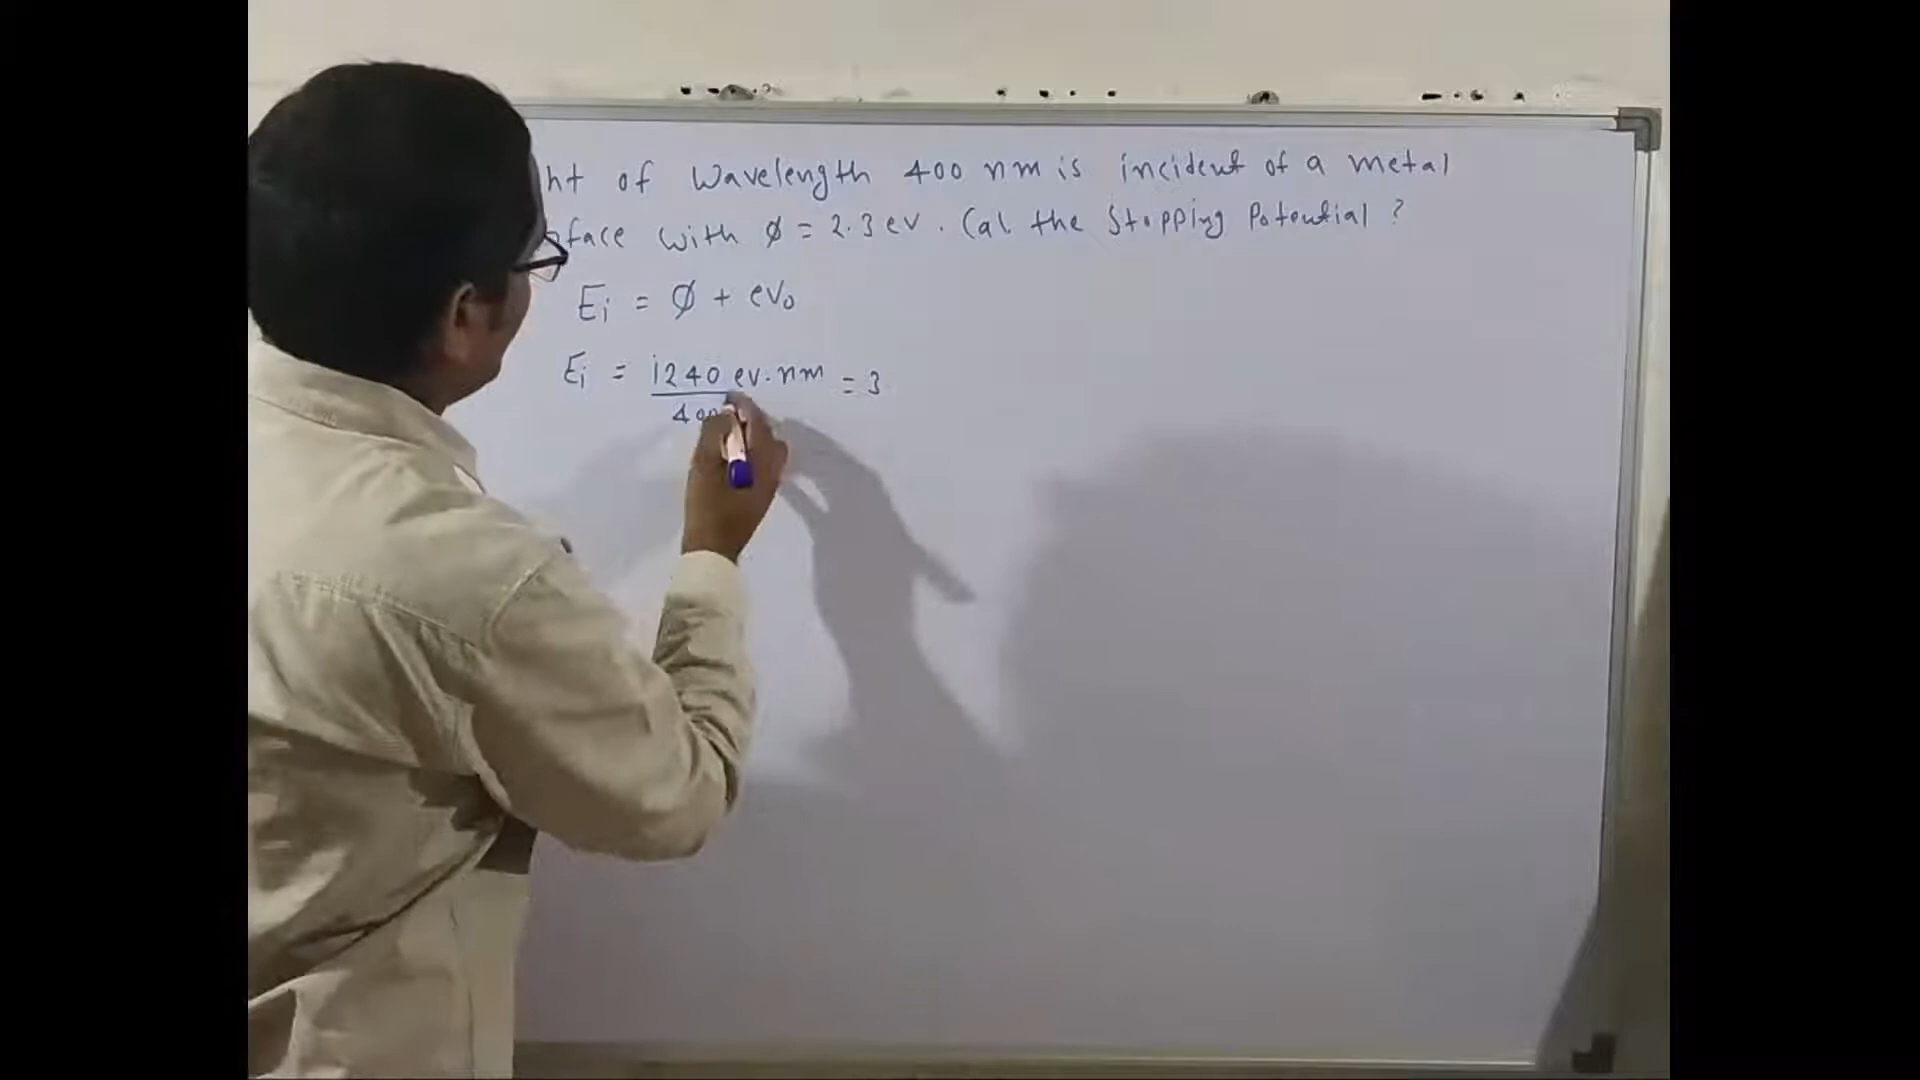 ht of Wavelength 400 nm is incident of a metal
face with ϕ = 2.3 ev. Cal the Stopping Potential ?
Ei = ϕ + ev₀
Ei = 1240 ev.nm = 3
400